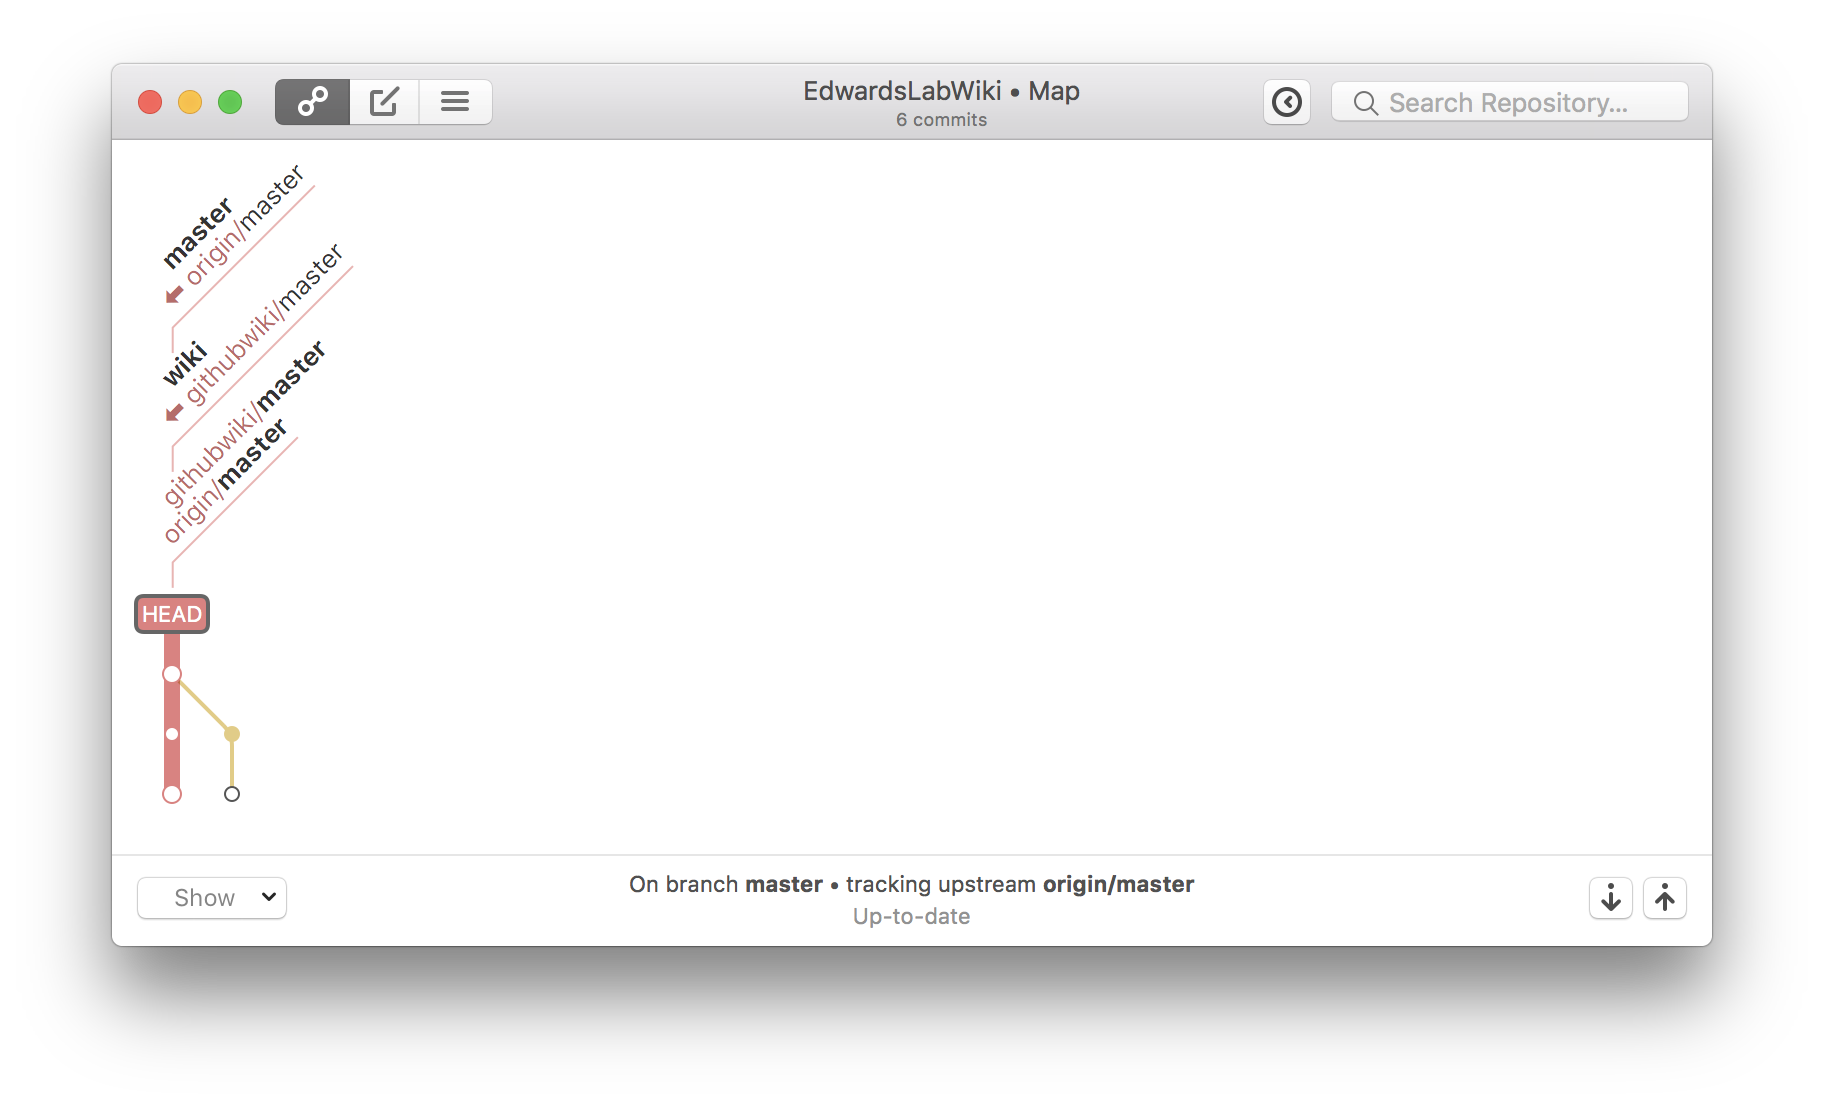 EdwardsLabWiki • Map
6 commits
Search Repository...
master
origin/master
wiki
githubwiki/master
githubwiki/master
origin/master
HEAD
Show
On branch master • tracking upstream origin/master
Up-to-date